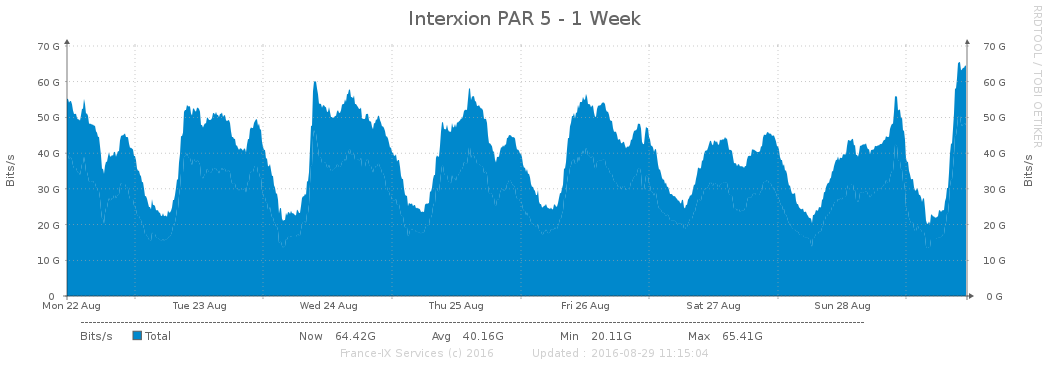 Interxion PAR 5 - 1 Week
RRDTOOL / TOBI OETIKER
Bits/s
70 G
60 G
50 G
40 G
30 G
20 G
10 G
0
70 G
60 G
50 G
40 G
30 G
20 G
10 G
0 G
Bits/s
Mon 22 Aug Tue 23 Aug Wed 24 Aug Thu 25 Aug Fri 26 Aug Sat 27 Aug Sun 28 Aug
Bits/s Total Now 64.42G Avg 40.16G Min 20.11G Max 65.41G
France-IX Services (c) 2016 Updated : 2016-08-29 11:15:04